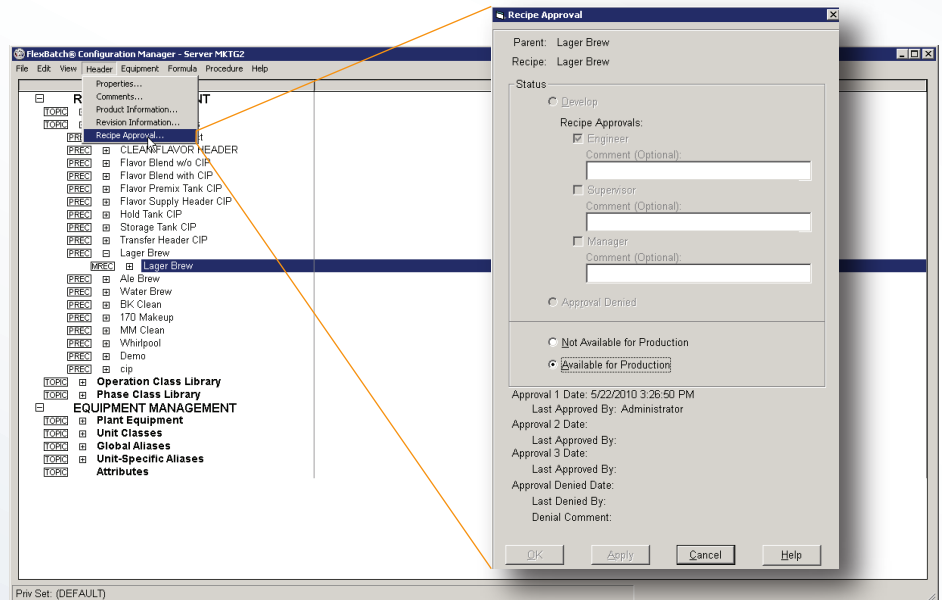 FlexBatch® Configuration Manager - Server MKTG2
File Edit View Header Equipment Formula Procedure Help
Properties...
Comments...
Product Information...
Revision Information...
Recipe Approval...
TOPIC
TOPIC
PREC CLEAN FLAVOR HEADER
PREC Flavor Blend w/o CIP
PREC Flavor Blend with CIP
PREC Flavor Premix Tank CIP
PREC Flavor Supply Header CIP
PREC Hold Tank CIP
PREC Storage Tank CIP
PREC Transfer Header CIP
PREC Lager Brew
MREC Lager Brew
PREC Ale Brew
PREC Water Brew
PREC BK Clean
PREC 170 Makeup
PREC MM Clean
PREC Whirlpool
PREC Demo
PREC cip
TOPIC Operation Class Library
TOPIC Phase Class Library
EQUIPMENT MANAGEMENT
TOPIC Plant Equipment
TOPIC Unit Classes
TOPIC Global Aliases
TOPIC Unit-Specific Aliases
TOPIC Attributes
Priv Set: (DEFAULT)
Recipe Approval
Parent: Lager Brew
Recipe: Lager Brew
Status
Develop
Recipe Approvals:
Engineer
Comment (Optional):
Supervisor
Comment (Optional):
Manager
Comment (Optional):
Approval Denied
Not Available for Production
Available for Production
Approval 1 Date: 5/22/2010 3:26:50 PM
Last Approved By: Administrator
Approval 2 Date:
Last Approved By:
Approval 3 Date:
Last Approved By:
Approval Denied Date:
Last Denied By:
Denial Comment:
OK Apply Cancel Help